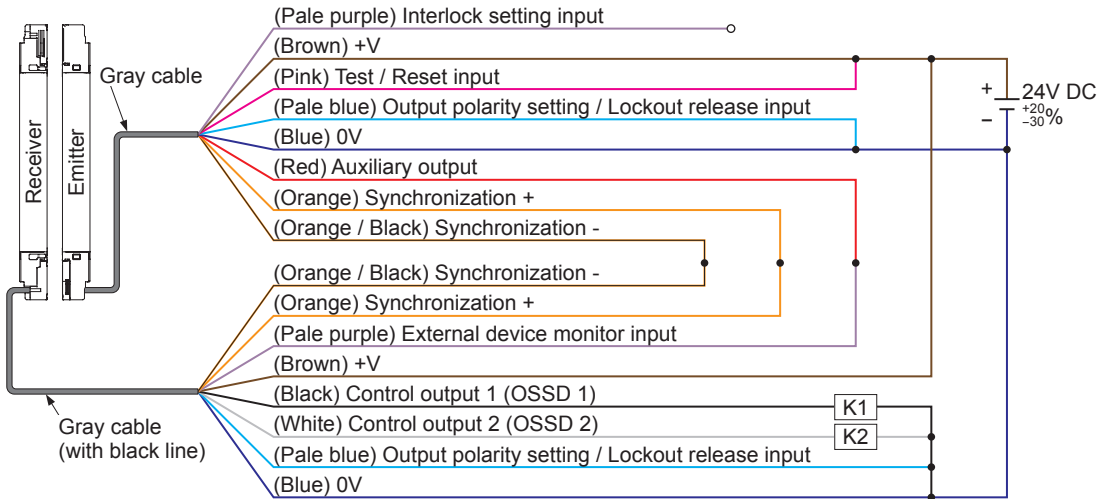 (Pale purple) Interlock setting input
(Brown) +V
Gray cable
(Pink) Test / Reset input
(Pale blue) Output polarity setting / Lockout release input
(Blue) 0V
+ 24V DC
+20
−30%
−
Receiver
Emitter
(Red) Auxiliary output
(Orange) Synchronization +
(Orange / Black) Synchronization -
(Orange / Black) Synchronization -
(Orange) Synchronization +
(Pale purple) External device monitor input
(Brown) +V
(Black) Control output 1 (OSSD 1)
K1
(White) Control output 2 (OSSD 2)
K2
Gray cable
(with black line)
(Pale blue) Output polarity setting / Lockout release input
(Blue) 0V